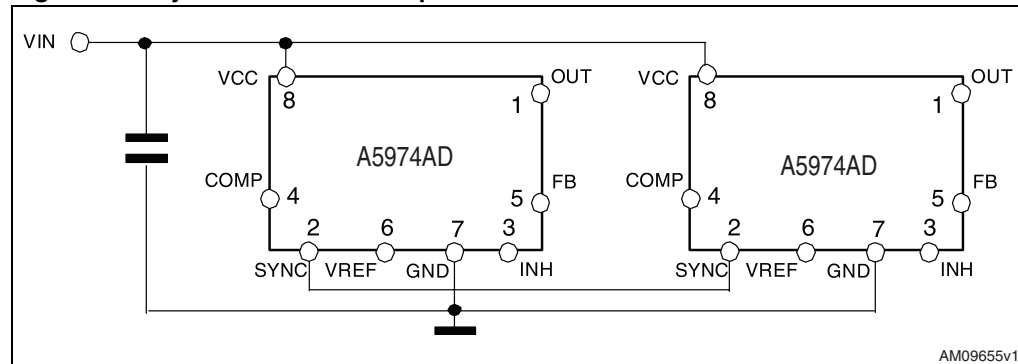 VIN
VCC
8
OUT
1
A5974AD
COMP
4
FB
5
2
6
7
3
SYNC
VREF
GND
INH
VCC
8
OUT
1
A5974AD
COMP
4
FB
5
2
6
7
3
SYNC
VREF
GND
INH
AM09655v1